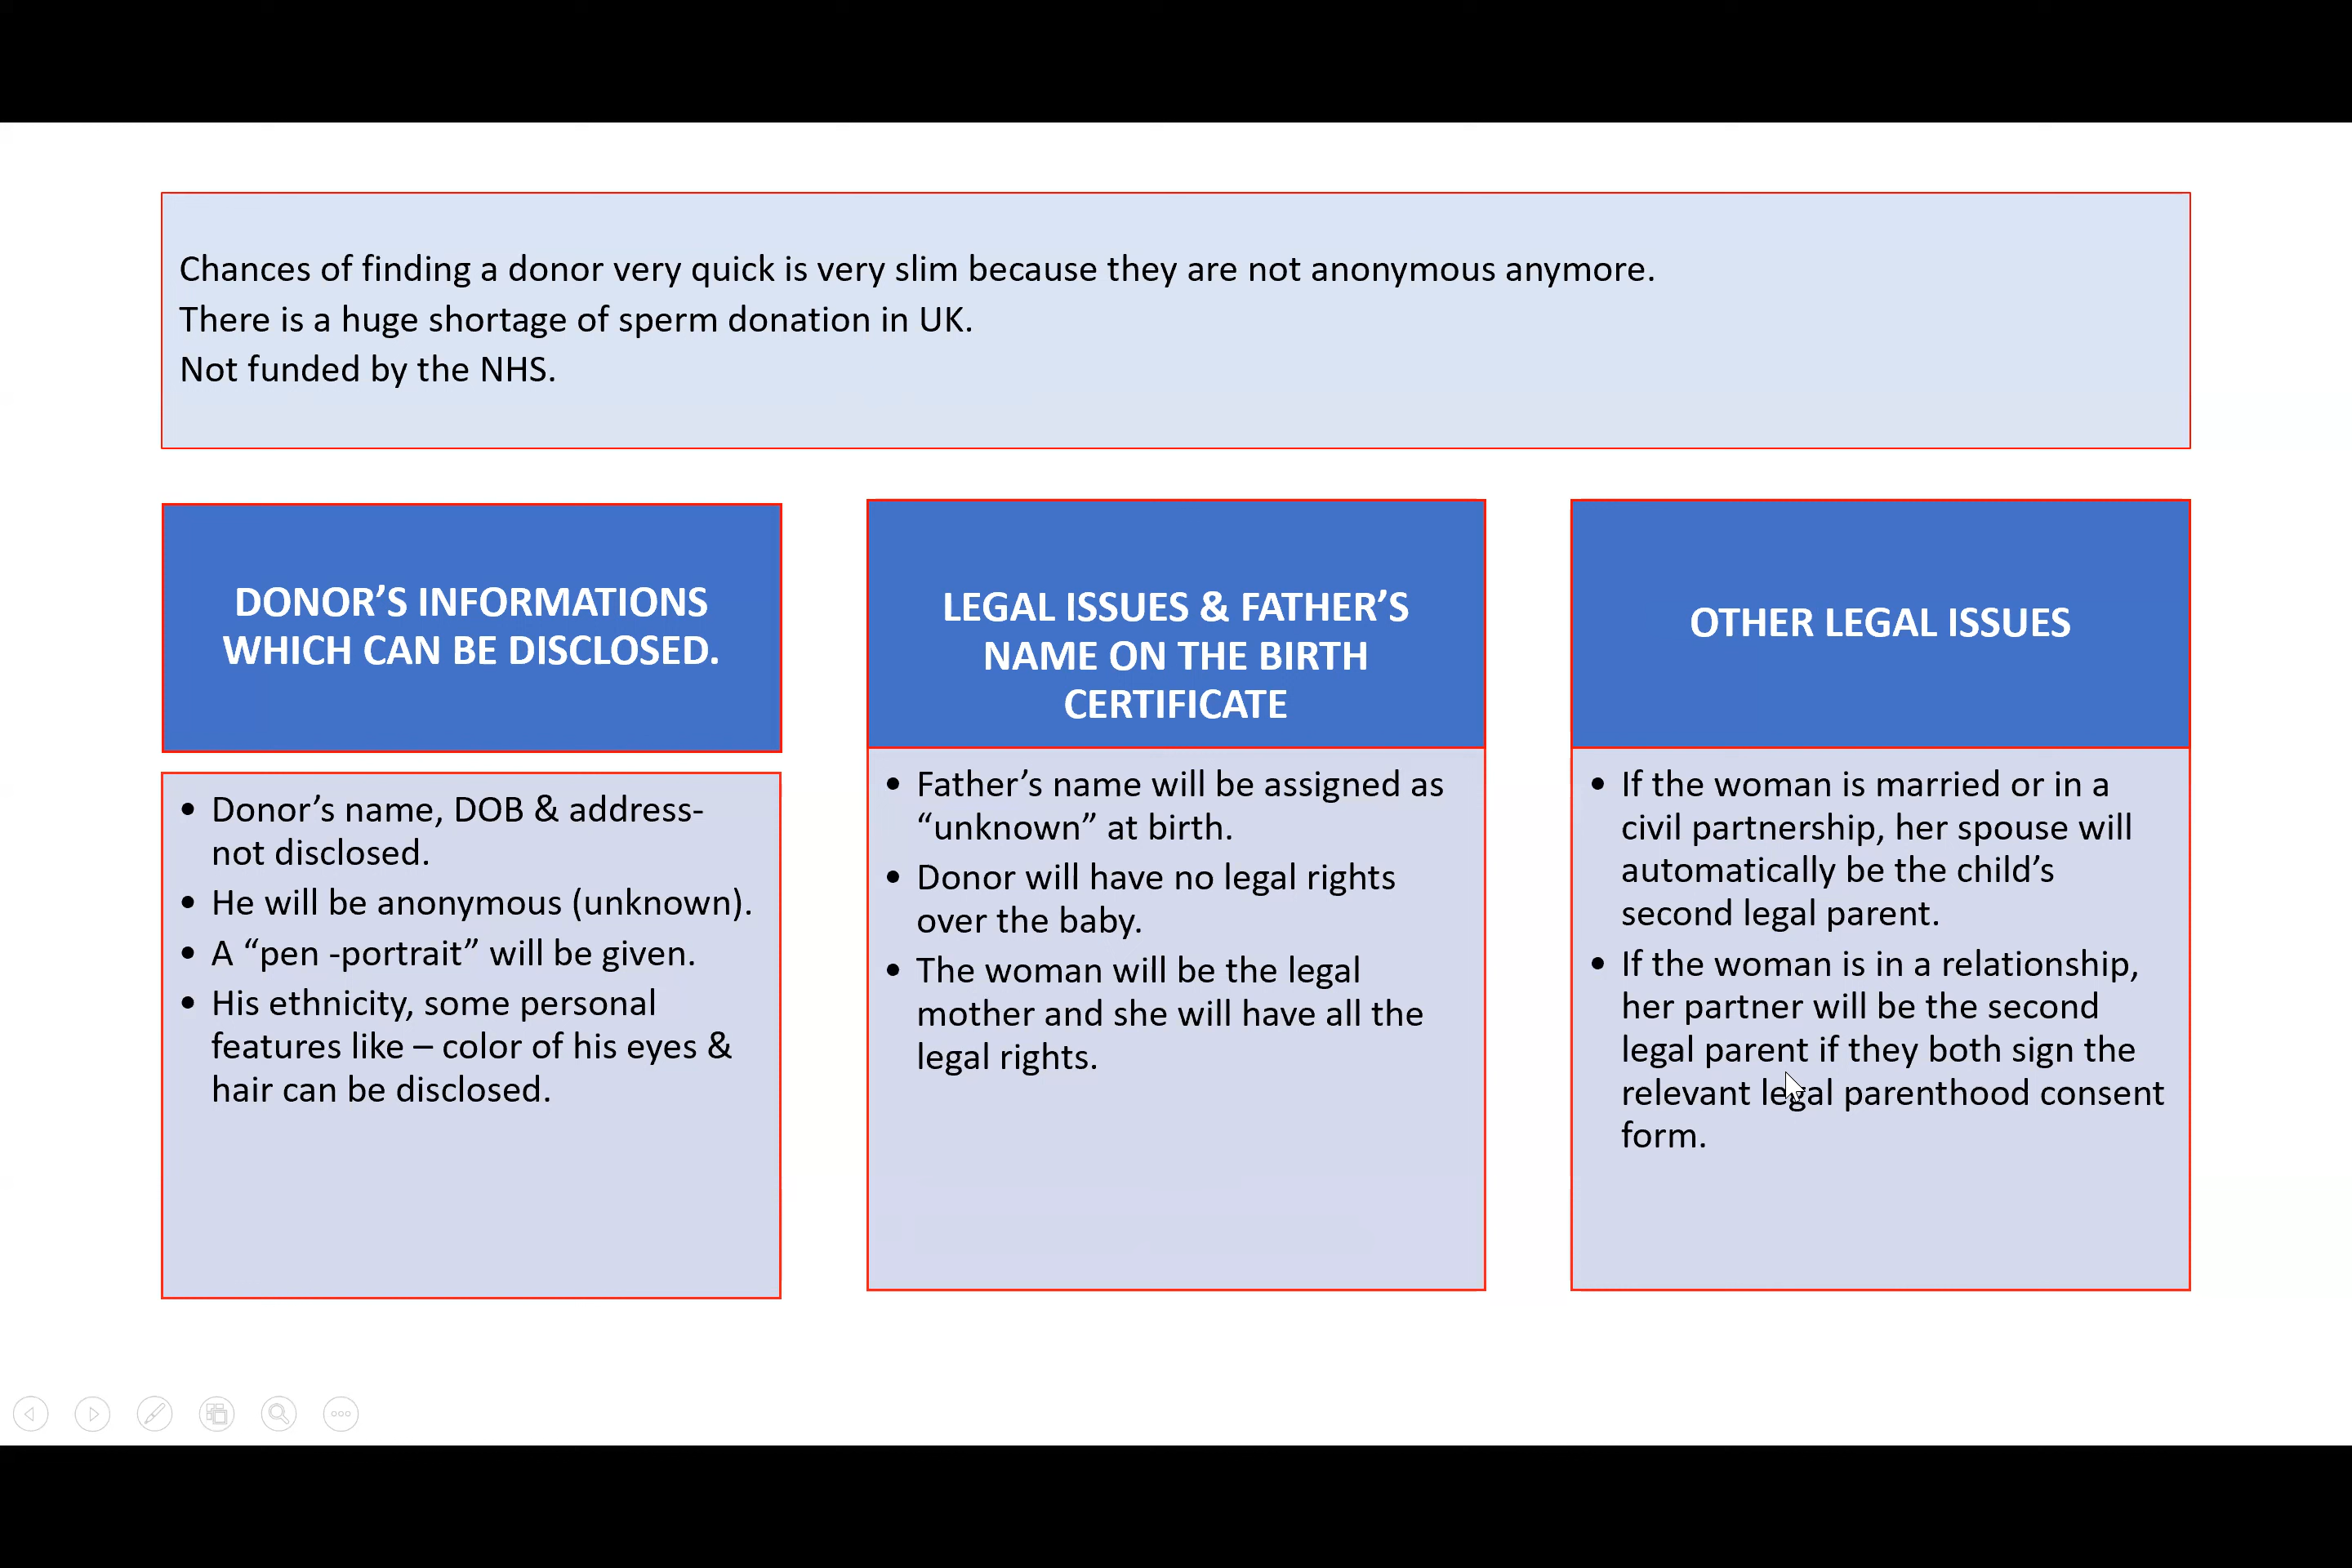 Chances of finding a donor very quick is very slim because they are not anonymous anymore.
There is a huge shortage of sperm donation in UK.
Not funded by the NHS.
DONOR’S INFORMATIONS
WHICH CAN BE DISCLOSED.
• Donor’s name, DOB & address-
not disclosed.
• He will be anonymous (unknown).
• A “pen -portrait” will be given.
• His ethnicity, some personal
features like – color of his eyes &
hair can be disclosed.
LEGAL ISSUES & FATHER’S
NAME ON THE BIRTH
CERTIFICATE
• Father’s name will be assigned as
“unknown” at birth.
• Donor will have no legal rights
over the baby.
• The woman will be the legal
mother and she will have all the
legal rights.
OTHER LEGAL ISSUES
• If the woman is married or in a
civil partnership, her spouse will
automatically be the child’s
second legal parent.
• If the woman is in a relationship,
her partner will be the second
legal parent if they both sign the
relevant legal parenthood consent
form.